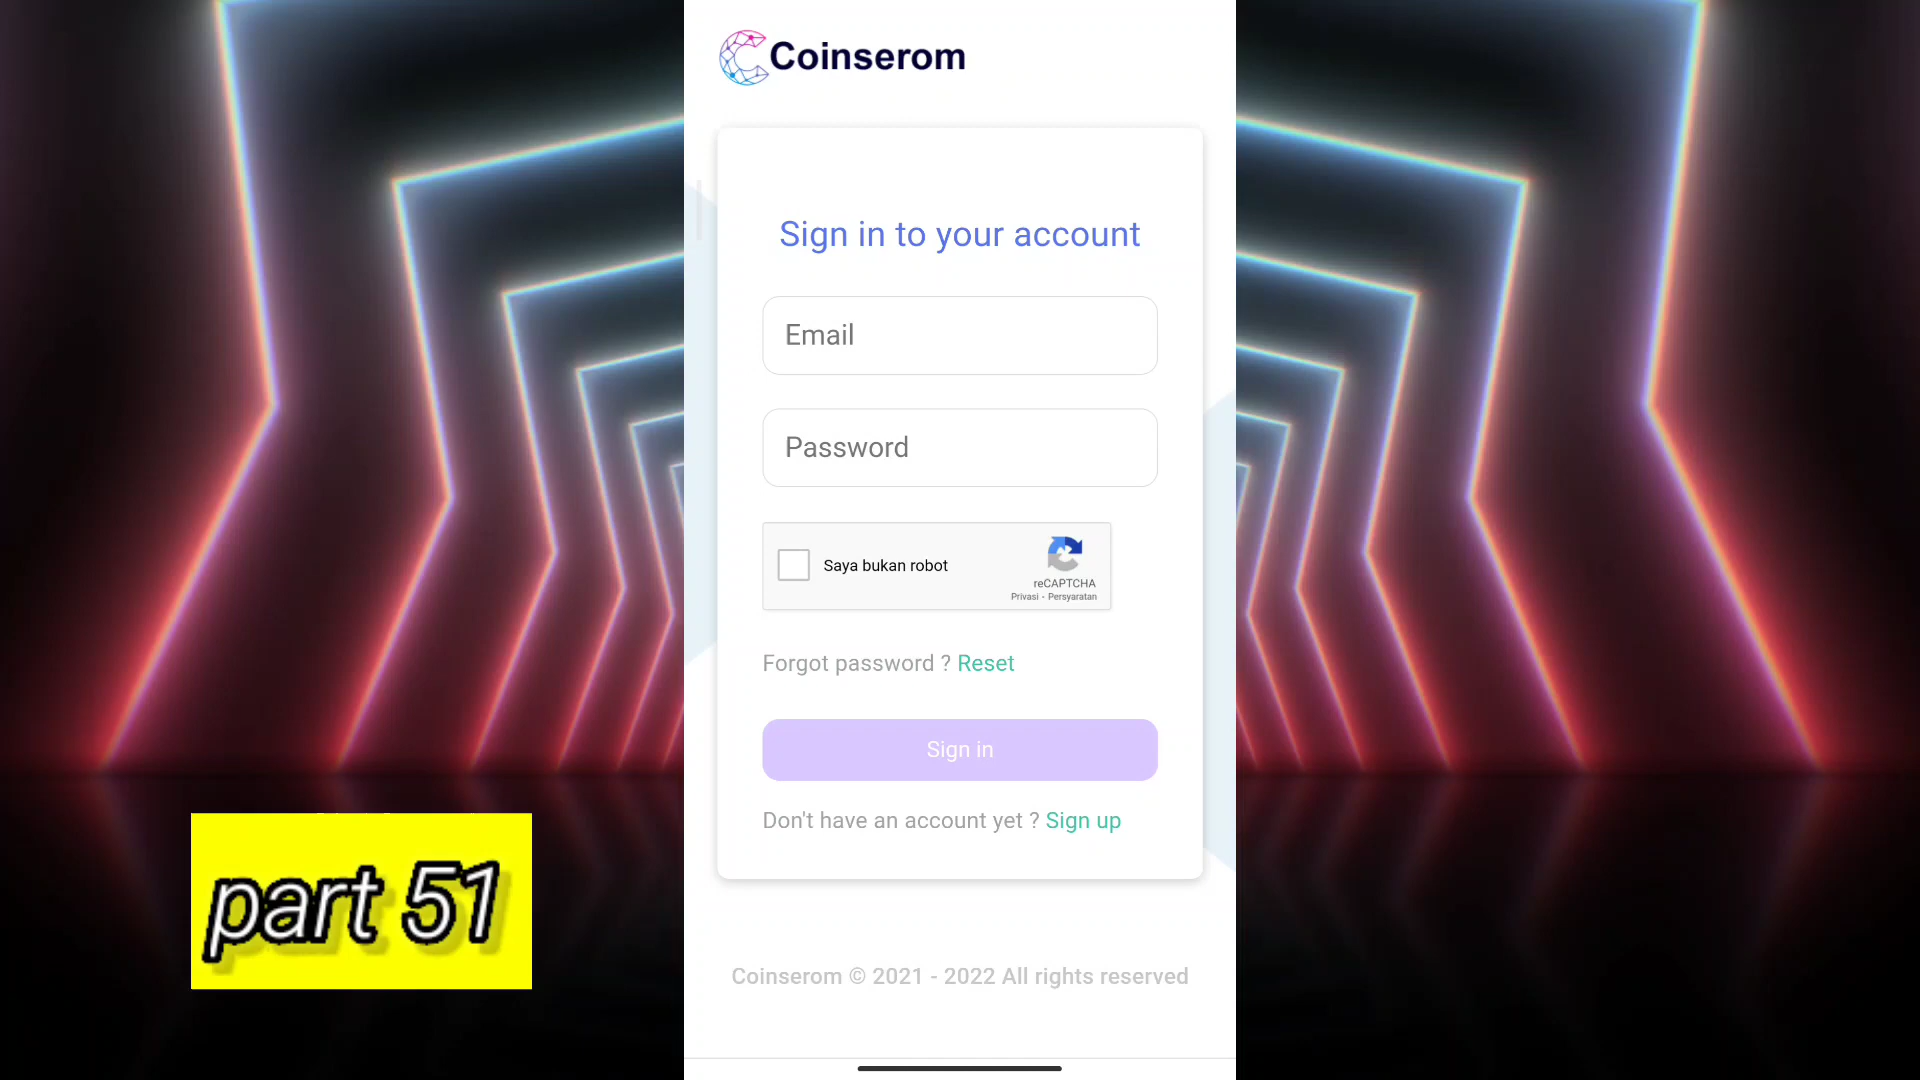 Coinserom
Sign in to your account
Email
Password
Saya bukan robot
reCAPTCHA
Privasi - Persyaratan
Forgot password ? Reset
Sign in
Don't have an account yet ? Sign up
part 51
Coinserom © 2021 - 2022 All rights reserved